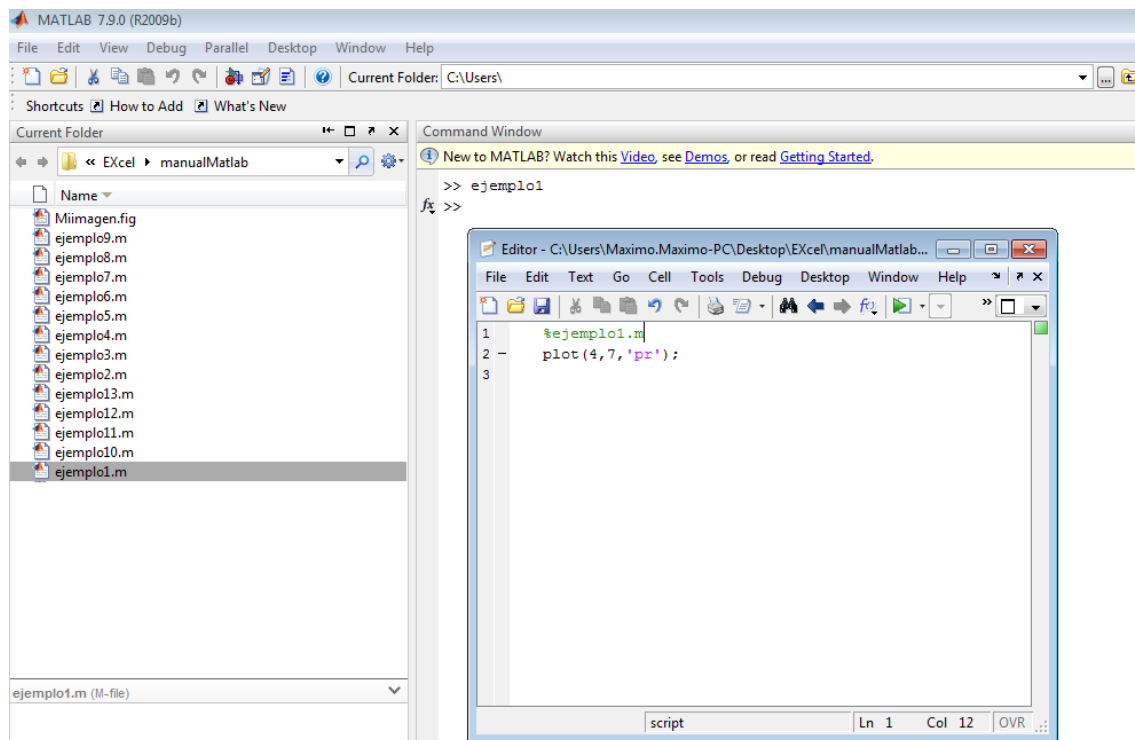 MATLAB 7.9.0 (R2009b)
File Edit View Debug Parallel Desktop Window Help
Current Folder: C:\Users\
Shortcuts How to Add What's New
Current Folder
« EXcel manualMatlab
Name
Miimagen.fig
ejemplo9.m
ejemplo8.m
ejemplo7.m
ejemplo6.m
ejemplo5.m
ejemplo4.m
ejemplo3.m
ejemplo2.m
ejemplo13.m
ejemplo12.m
ejemplo11.m
ejemplo10.m
ejemplo1.m
ejemplo1.m (M-file)
Command Window
New to MATLAB? Watch this Video, see Demos, or read Getting Started.
>> ejemplo1
fx >>
Editor - C:\Users\Maximo.Maximo-PC\Desktop\EXcel\manualMatlab...
File Edit Text Go Cell Tools Debug Desktop Window Help
1 %ejemplo1.m
2 – plot(4,7,'pr');
3
script Ln 1 Col 12 OVR